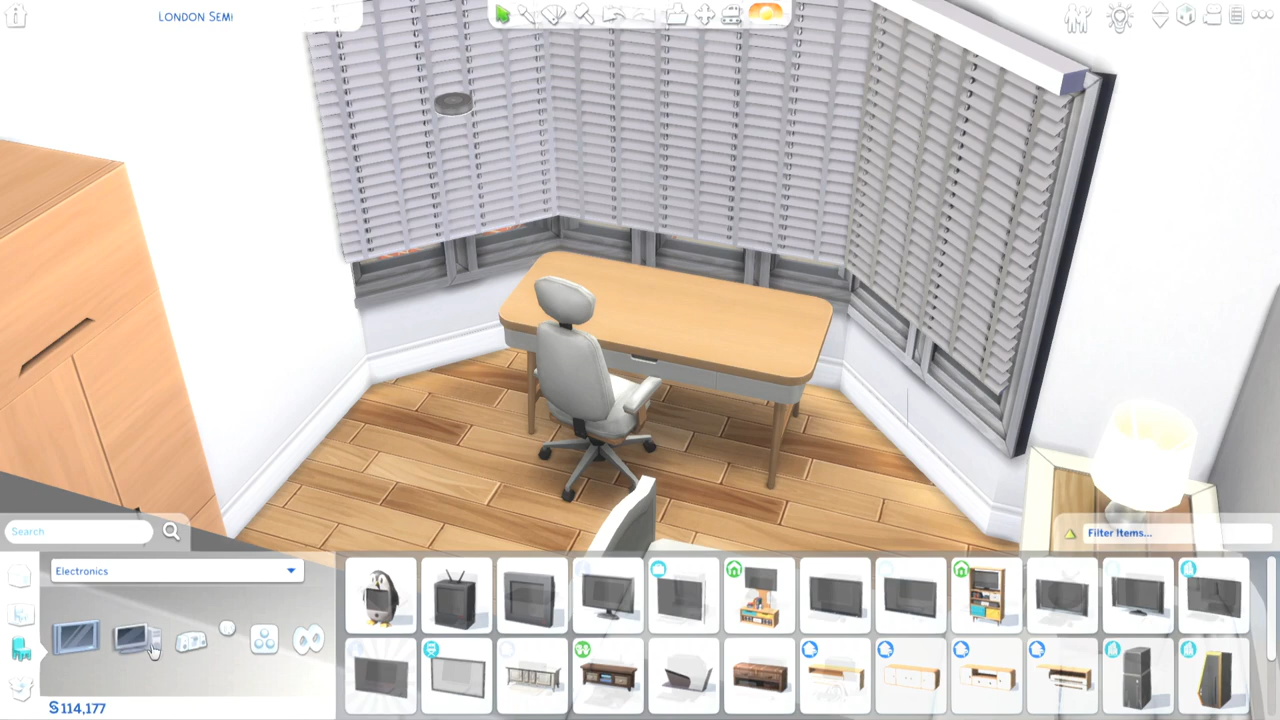 LONDON SEMI
Search
Filter Items...
Electronics
§114,177